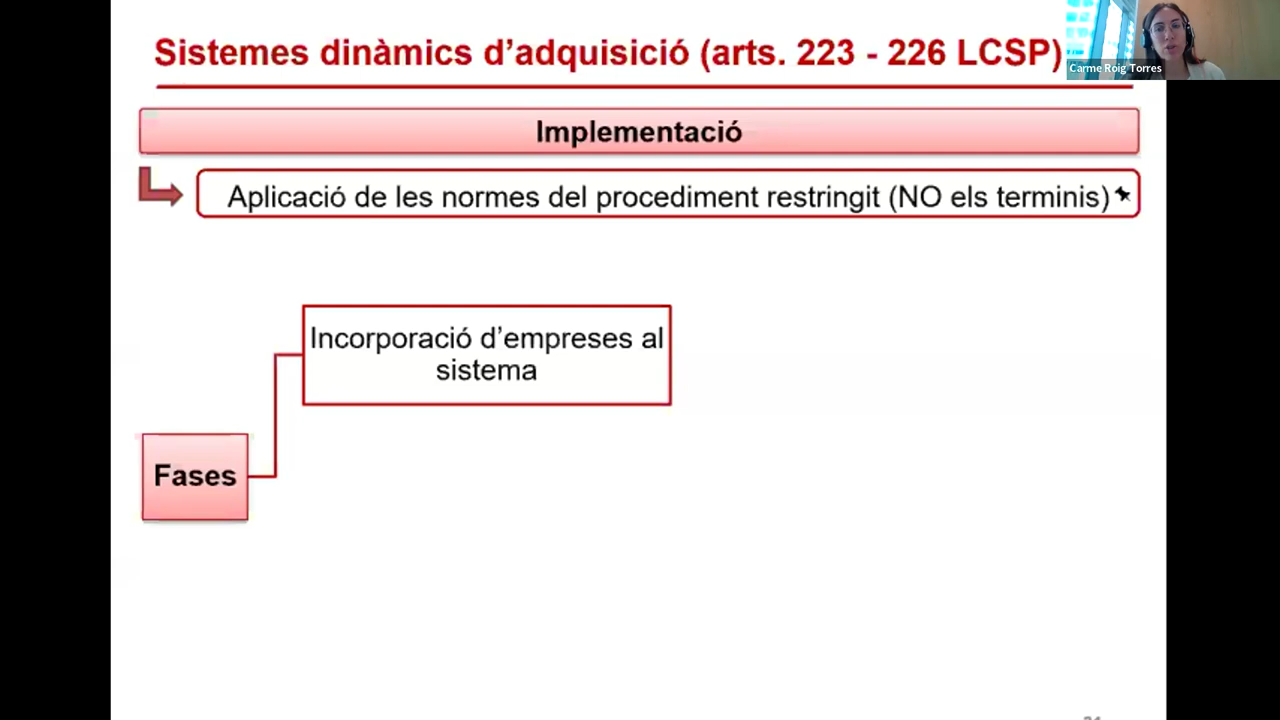 Sistemes dinàmics d'adquisició (arts. 223 - 226 LCSP)
Carme Roig Torres
Implementació
Aplicació de les normes del procediment restringit (NO els terminis)
Incorporació d'empreses al
sistema
Fases